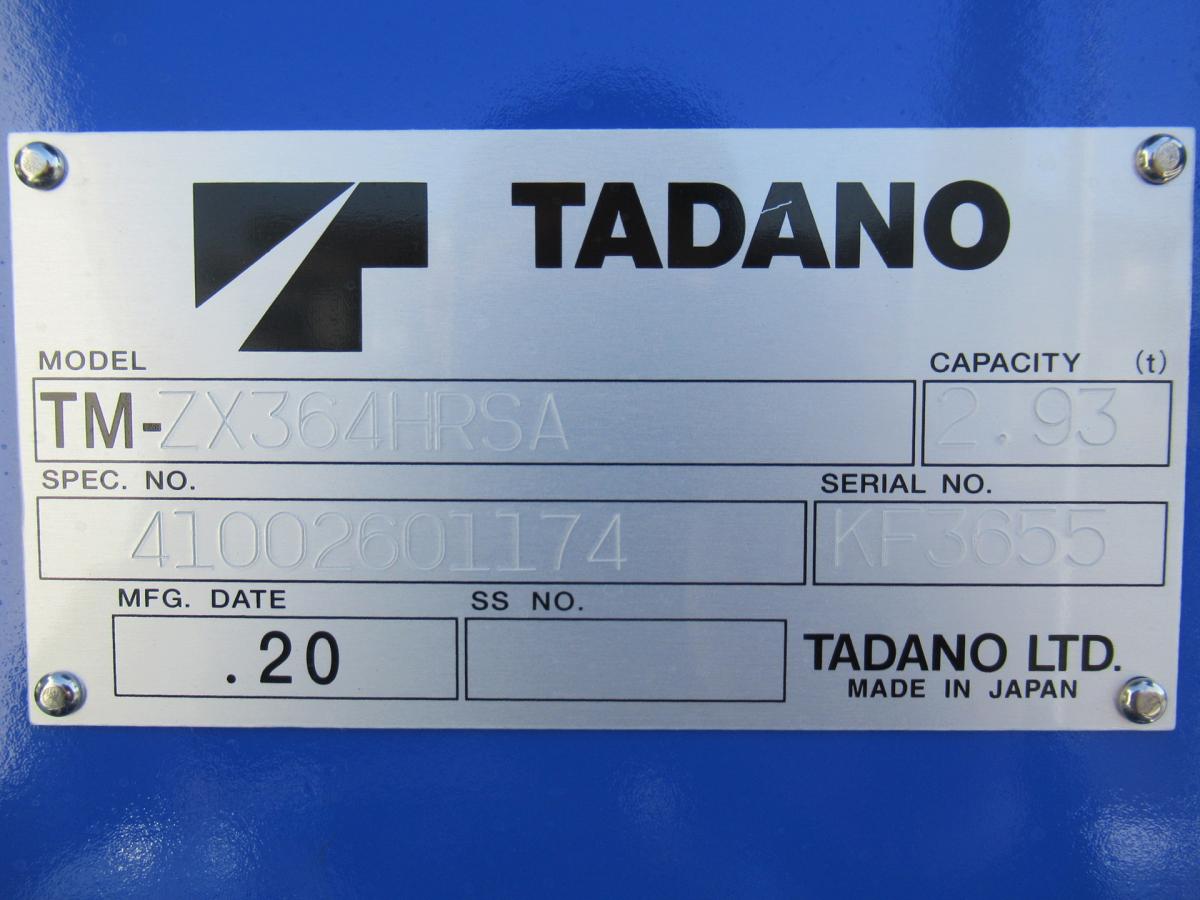 TADANO
MODEL
CAPACITY (t)
TM-ZX364HRSA
2.93
SPEC. NO.
SERIAL NO.
41002601174
KF3655
MFG. DATE
SS NO.
.20
TADANO LTD.
MADE IN JAPAN